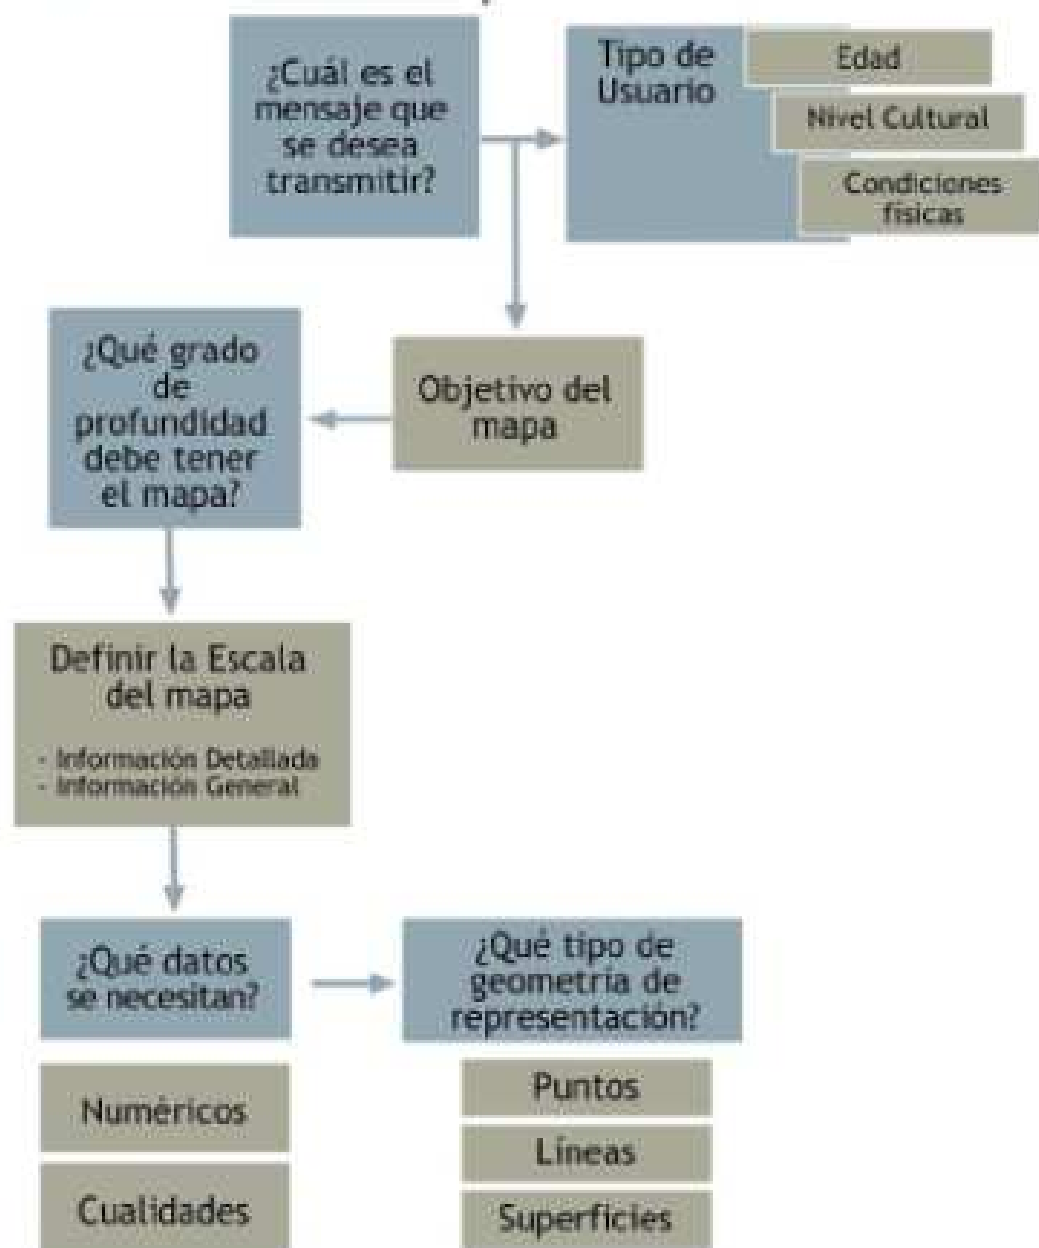 ¿Cuál es el
mensaje que
se desea
transmitir?
Tipo de
Usuario
Edad
Nivel Cultural
Condiciones
físicas
¿Qué grado
de
profundidad
debe tener
el mapa?
Objetivo del
mapa
Definir la Escala
del mapa
- Información Detallada
- Información General
¿Qué datos
se necesitan?
¿Qué tipo de
geometría de
representación?
Numéricos
Cualidades
Puntos
Líneas
Superficies